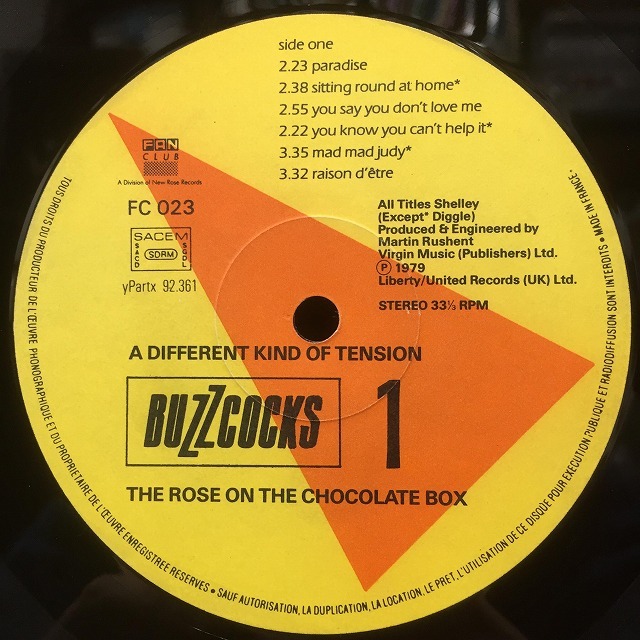 side one
2.23 paradise
2.38 sitting round at home*
2.55 you say you don't love me
2.22 you know you can't help it*
3.35 mad mad judy*
3.32 raison d'être
FAN
CLUB
A Division of New Rose Records
FC 023
SACEM
SACD
SDRM
SGDL
yPartx 92.361
All Titles Shelley
(Except* Diggle)
Produced & Engineered by
Martin Rushent
Virgin Music (Publishers) Ltd.
Ⓟ 1979
Liberty/United Records (UK) Ltd.
STEREO 33⅓ RPM
A DIFFERENT KIND OF TENSION
BUZZCOCKS
1
THE ROSE ON THE CHOCOLATE BOX
TOUS DROITS DU PRODUCTEUR DE L'ŒUVRE PHONOGRAPHIQUE ET DU PROPRIETAIRE DE L'ŒUVRE ENREGISTREE RESERVES • SAUF AUTORISATION, LA DUPLICATION, LA LOCATION, LE PRET, L'UTILISATION DE CE DISQUE POUR EXECUTION PUBLIQUE ET RADIODIFFUSION SONT INTERDITS • MADE IN FRANCE •